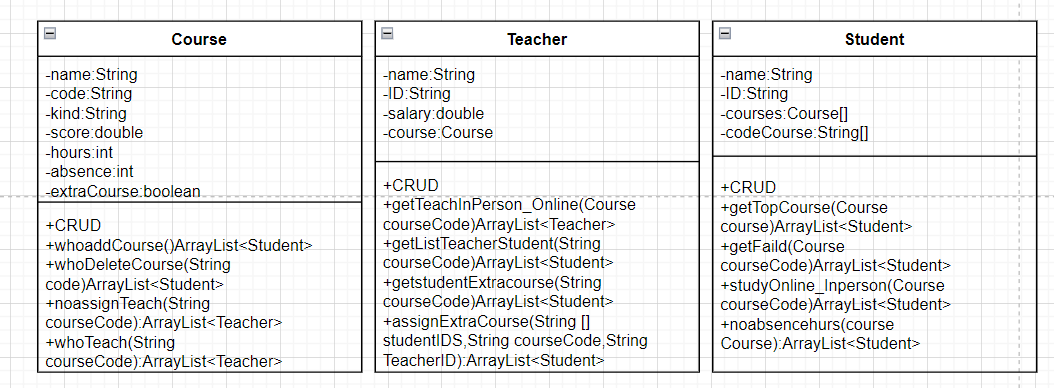 Course
-name:String
-code:String
-kind:String
-score:double
-hours:int
-absence:int
-extraCourse:boolean
+CRUD
+whoaddCourse()ArrayList<Student>
+whoDeleteCourse(String
code)ArrayList<Student>
+noassignTeach(String
courseCode):ArrayList<Teacher>
+whoTeach(String
courseCode):ArrayList<Teacher>
Teacher
-name:String
-ID:String
-salary:double
-course:Course
+CRUD
+getTeachInPerson_Online(Course
courseCode)ArrayList<Teacher>
+getListTeacherStudent(String
courseCode)ArrayList<Student>
+getstudentExtracourse(String
courseCode)ArrayList<Student>
+assignExtraCourse(String []
studentIDS,String courseCode,String
TeacherID):ArrayList<Student>
Student
-name:String
-ID:String
-courses:Course[]
-codeCourse:String[]
+CRUD
+getTopCourse(Course
course)ArrayList<Student>
+getFaild(Course
courseCode)ArrayList<Student>
+studyOnline_Inperson(Course
courseCode)ArrayList<Student>
+noabsencehurs(course
Course):ArrayList<Student>